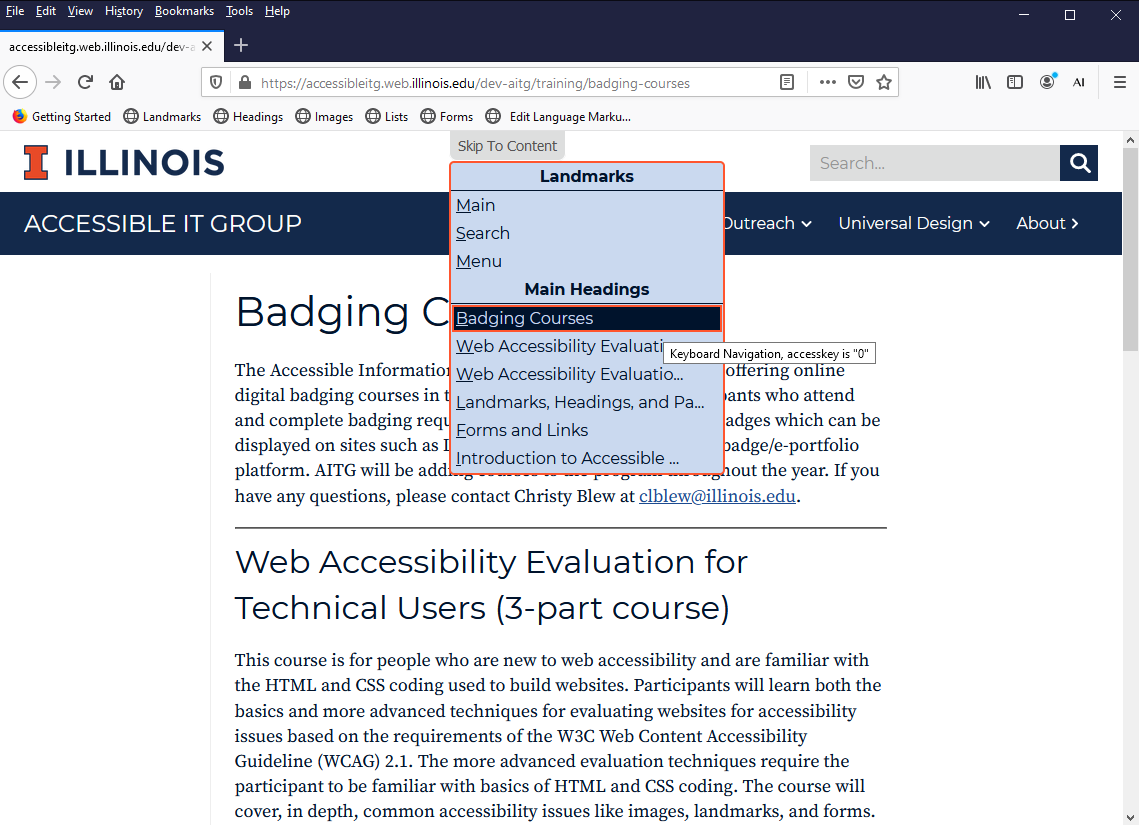 File Edit View History Bookmarks Tools Help
accessibleitg.web.illinois.edu/dev-a
https://accessibleitg.web.illinois.edu/dev-aitg/training/badging-courses
AI
Getting Started Landmarks Headings Images Lists Forms Edit Language Marku...
Skip To Content
I ILLINOIS
Search...
Landmarks
ACCESSIBLE IT GROUP
Outreach Universal Design About
Main
Search
Menu
Main Headings
Badging Courses
Web Accessibility Evaluati
Web Accessibility Evaluatio...
Landmarks, Headings, and Pa...
Forms and Links
Introduction to Accessible ...
Keyboard Navigation, accesskey is "0"
Badging C
The Accessible Information offering online
digital badging courses in t pants who attend
and complete badging requ adges which can be
displayed on sites such as badge/e-portfolio
platform. AITG will be adding courses to the program throughout the year. If you
have any questions, please contact Christy Blew at clblew@illinois.edu.
Web Accessibility Evaluation for
Technical Users (3-part course)
This course is for people who are new to web accessibility and are familiar with
the HTML and CSS coding used to build websites. Participants will learn both the
basics and more advanced techniques for evaluating websites for accessibility
issues based on the requirements of the W3C Web Content Accessibility
Guideline (WCAG) 2.1. The more advanced evaluation techniques require the
participant to be familiar with basics of HTML and CSS coding. The course will
cover, in depth, common accessibility issues like images, landmarks, and forms.